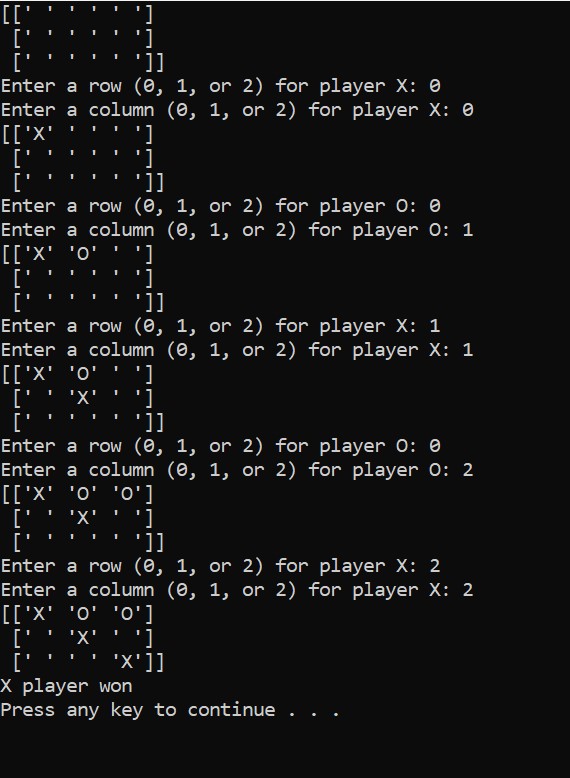 [[' ' ' ' ' ']
 [' ' ' ' ' ']
 [' ' ' ' ' ']]
Enter a row (0, 1, or 2) for player X: 0
Enter a column (0, 1, or 2) for player X: 0
[['X' ' ' ' ']
 [' ' ' ' ' ']
 [' ' ' ' ' ']]
Enter a row (0, 1, or 2) for player O: 0
Enter a column (0, 1, or 2) for player O: 1
[['X' 'O' ' ']
 [' ' ' ' ' ']
 [' ' ' ' ' ']]
Enter a row (0, 1, or 2) for player X: 1
Enter a column (0, 1, or 2) for player X: 1
[['X' 'O' ' ']
 [' ' 'X' ' ']
 [' ' ' ' ' ']]
Enter a row (0, 1, or 2) for player O: 0
Enter a column (0, 1, or 2) for player O: 2
[['X' 'O' 'O']
 [' ' 'X' ' ']
 [' ' ' ' ' ']]
Enter a row (0, 1, or 2) for player X: 2
Enter a column (0, 1, or 2) for player X: 2
[['X' 'O' 'O']
 [' ' 'X' ' ']
 [' ' ' ' 'X']]
X player won
Press any key to continue . . .